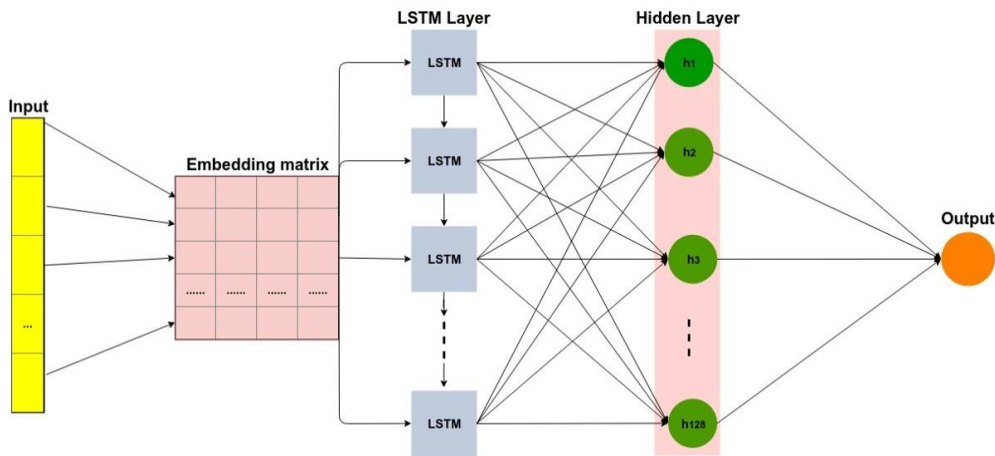 LSTM Layer
Hidden Layer
Input
Embedding matrix
Output
...
...... ...... ...... ......
LSTM
LSTM
LSTM
LSTM
h1
h2
h3
h128